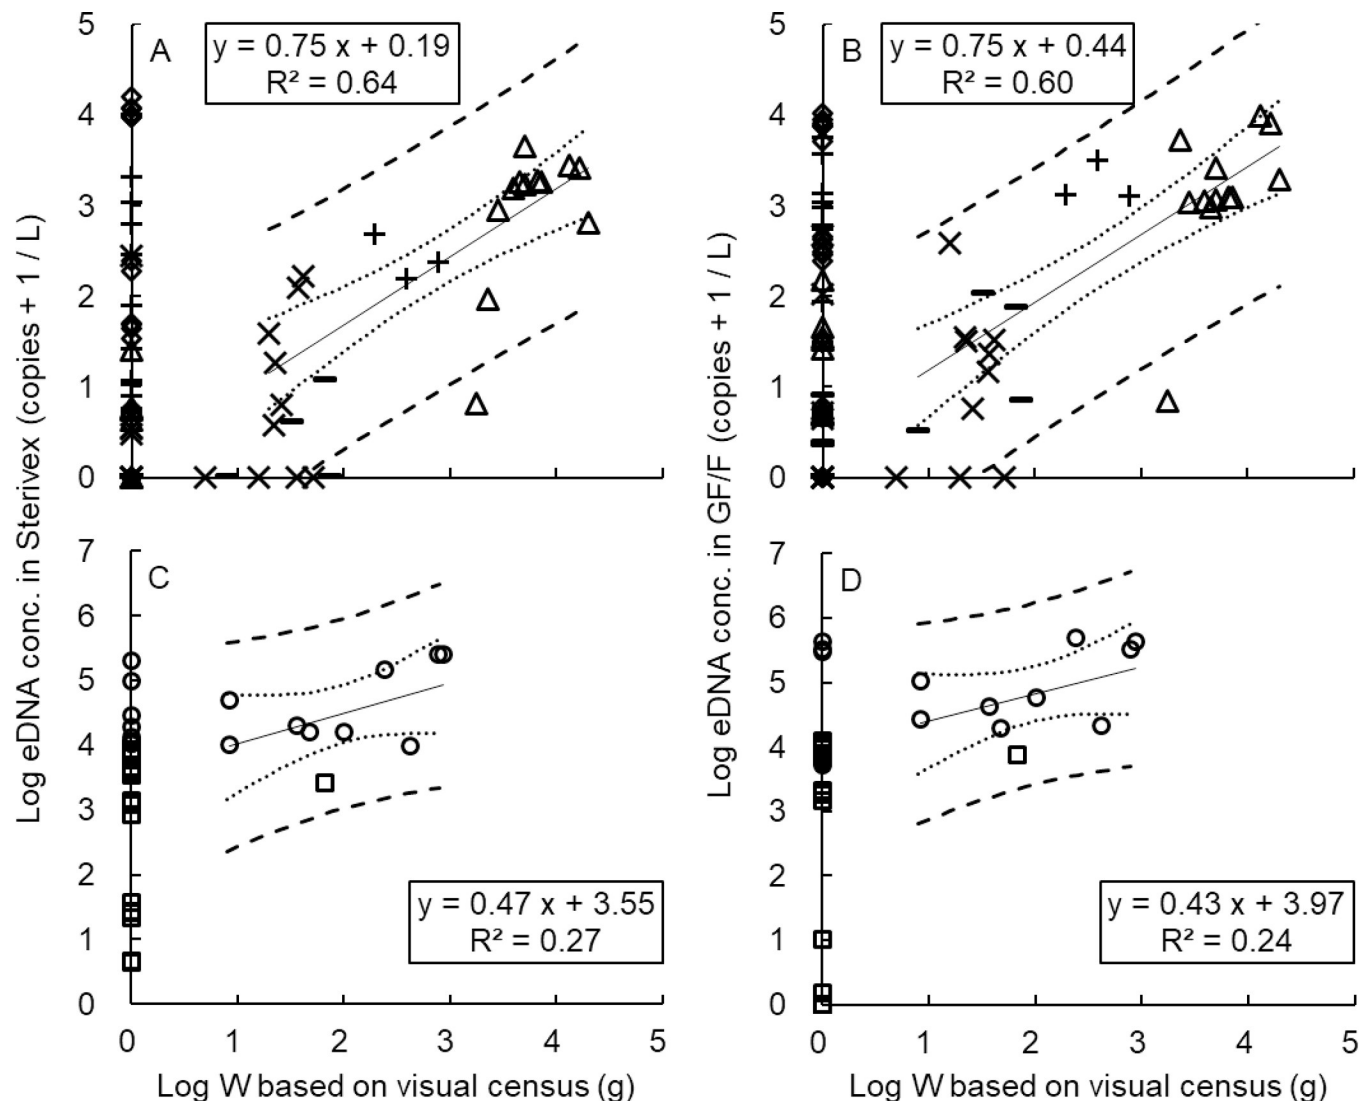 A
y = 0.75 x + 0.19
R² = 0.64
5
4
3
2
1
0
Log eDNA conc. in Sterivex (copies + 1 / L)
B
y = 0.75 x + 0.44
R² = 0.60
5
4
3
2
1
0
Log eDNA conc. in GF/F (copies + 1 / L)
C
7
6
5
4
3
2
1
0
y = 0.47 x + 3.55
R² = 0.27
0 1 2 3 4 5
Log W based on visual census (g)
D
7
6
5
4
3
2
1
0
y = 0.43 x + 3.97
R² = 0.24
0 1 2 3 4 5
Log W based on visual census (g)